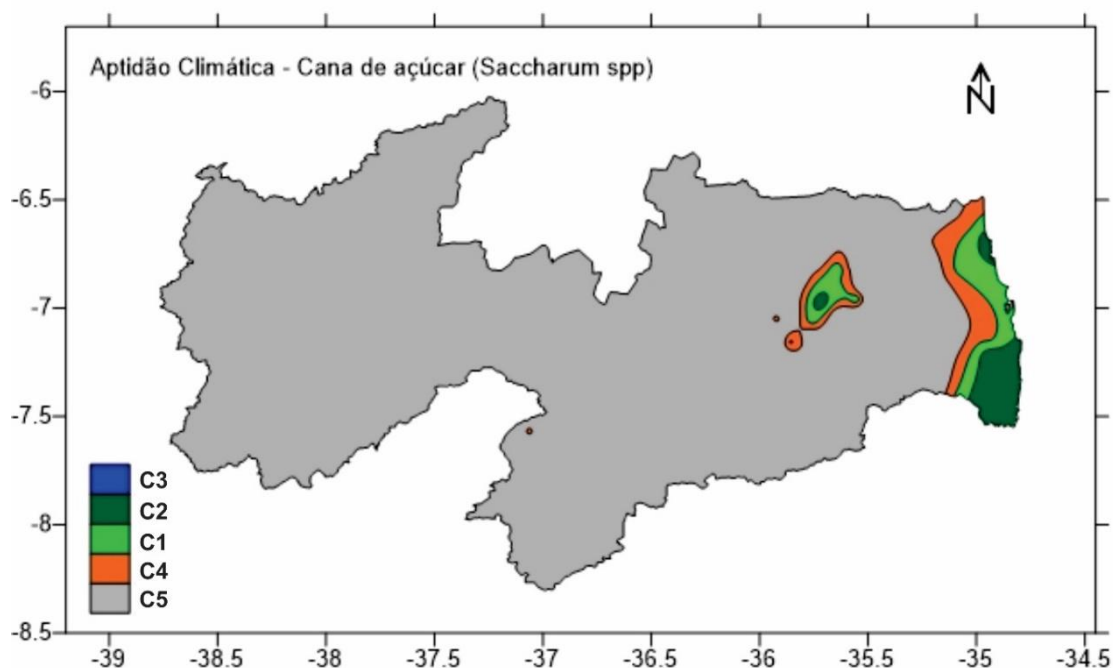 Aptidão Climática - Cana de açúcar (Saccharum spp)
N
-6
-6.5
-7
-7.5
-8
-8.5
C3
C2
C1
C4
C5
-39 -38.5 -38 -37.5 -37 -36.5 -36 -35.5 -35 -34.5